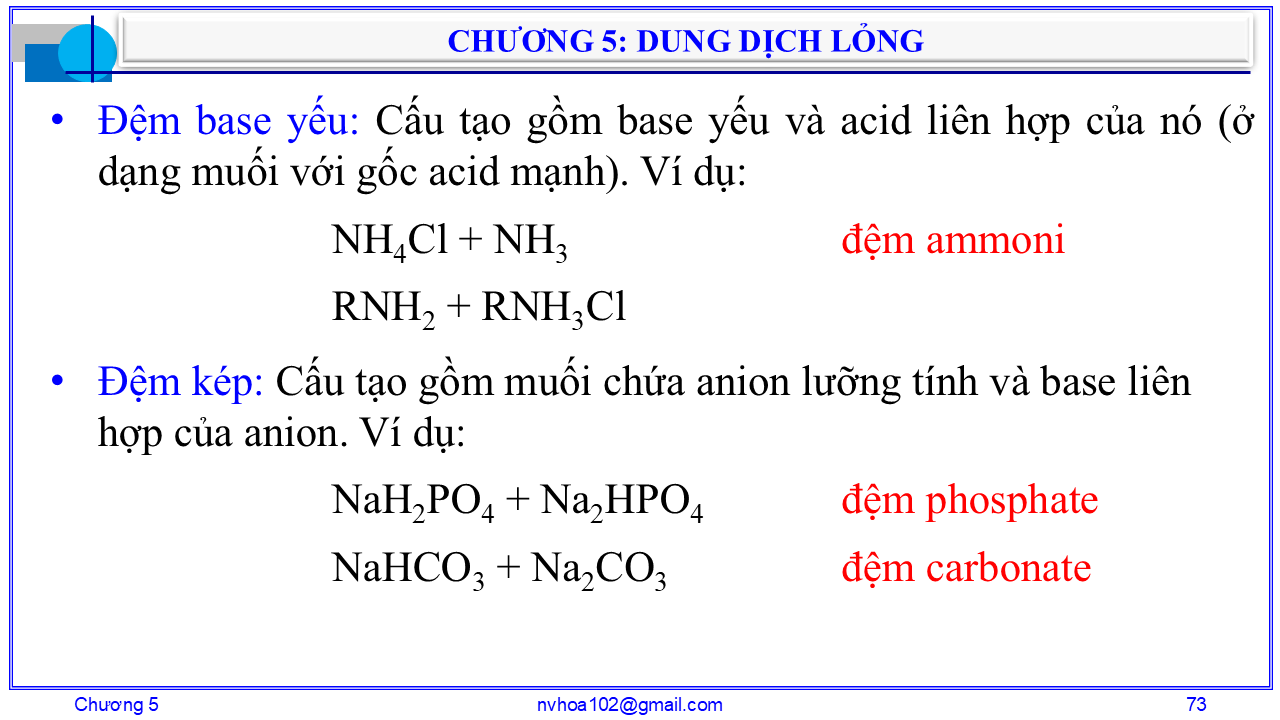 CHƯƠNG 5: DUNG DỊCH LỎNG
• Đệm base yếu: Cấu tạo gồm base yếu và acid liên hợp của nó (ở
dạng muối với gốc acid mạnh). Ví dụ:
NH₄Cl + NH₃ đệm ammoni
RNH₂ + RNH₃Cl
• Đệm kép: Cấu tạo gồm muối chứa anion lưỡng tính và base liên
hợp của anion. Ví dụ:
NaH₂PO₄ + Na₂HPO₄ đệm phosphate
NaHCO₃ + Na₂CO₃ đệm carbonate
Chương 5 nvhoa102@gmail.com 73